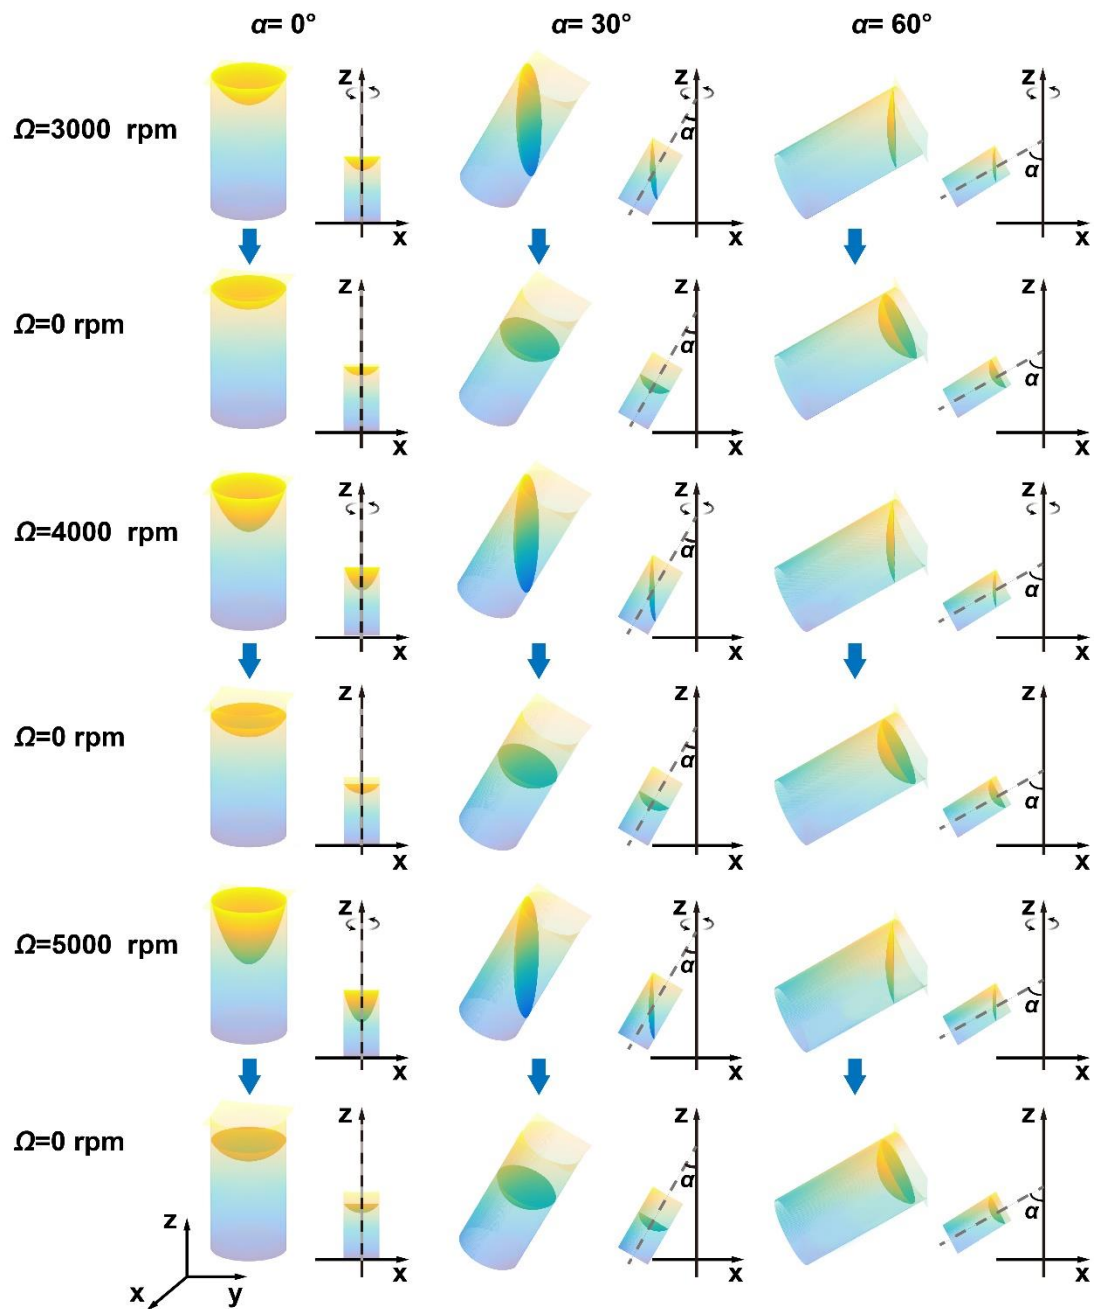 α= 0° α= 30° α= 60°
Ω=3000 rpm
z z z
α α
x x x
Ω=0 rpm
z z z
α α
x x x
Ω=4000 rpm
z z z
α α
x x x
Ω=0 rpm
z z z
α α
x x x
Ω=5000 rpm
z z z
α α
x x x
Ω=0 rpm
z z z
α α
x x x
z
x y